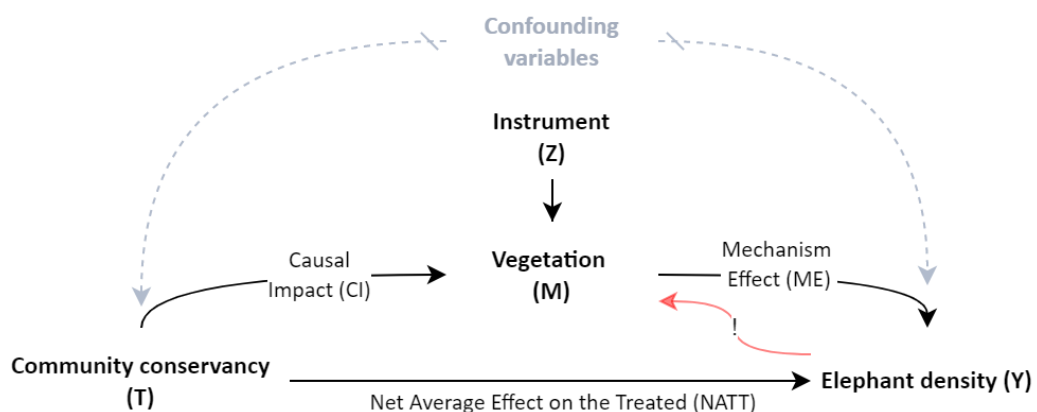 Confounding
variables
Instrument
(Z)
Causal
Impact (CI)
Vegetation
(M)
Mechanism
Effect (ME)
!
Community conservancy
(T)
Elephant density (Y)
Net Average Effect on the Treated (NATT)